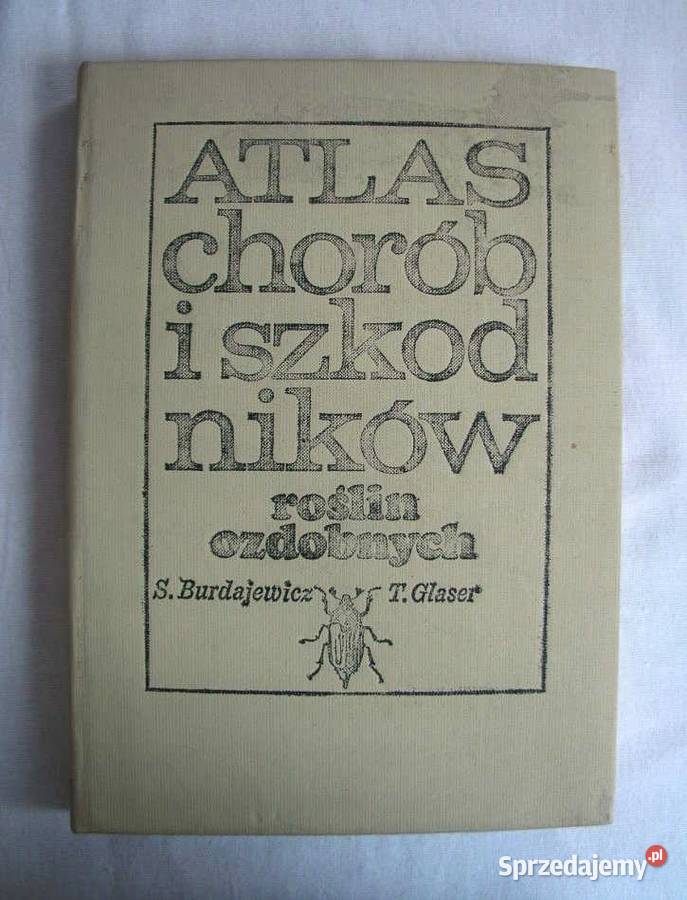 ATLAS
chorób
i szkod
ników
roślin
ozdobnych
S. Burdajewicz T. Glaser
Sprzedajemy.pl